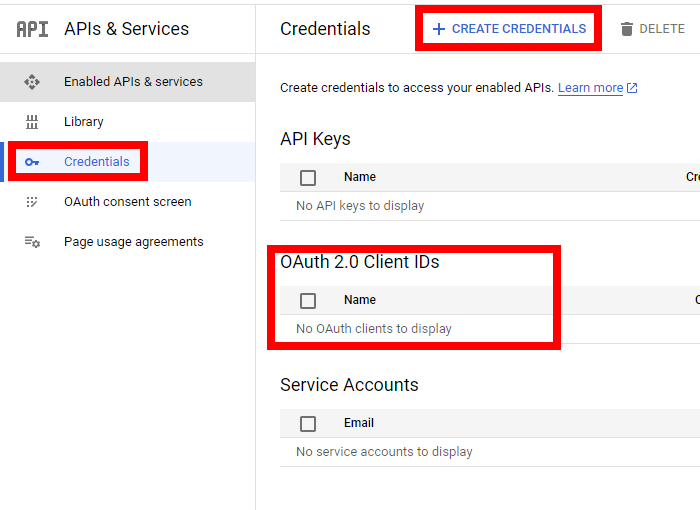 API APIs & Services
Enabled APIs & services
Library
Credentials
OAuth consent screen
Page usage agreements
Credentials
+ CREATE CREDENTIALS
DELETE
Create credentials to access your enabled APIs. Learn more
API Keys
Name
No API keys to display
OAuth 2.0 Client IDs
Name
No OAuth clients to display
Service Accounts
Email
No service accounts to display